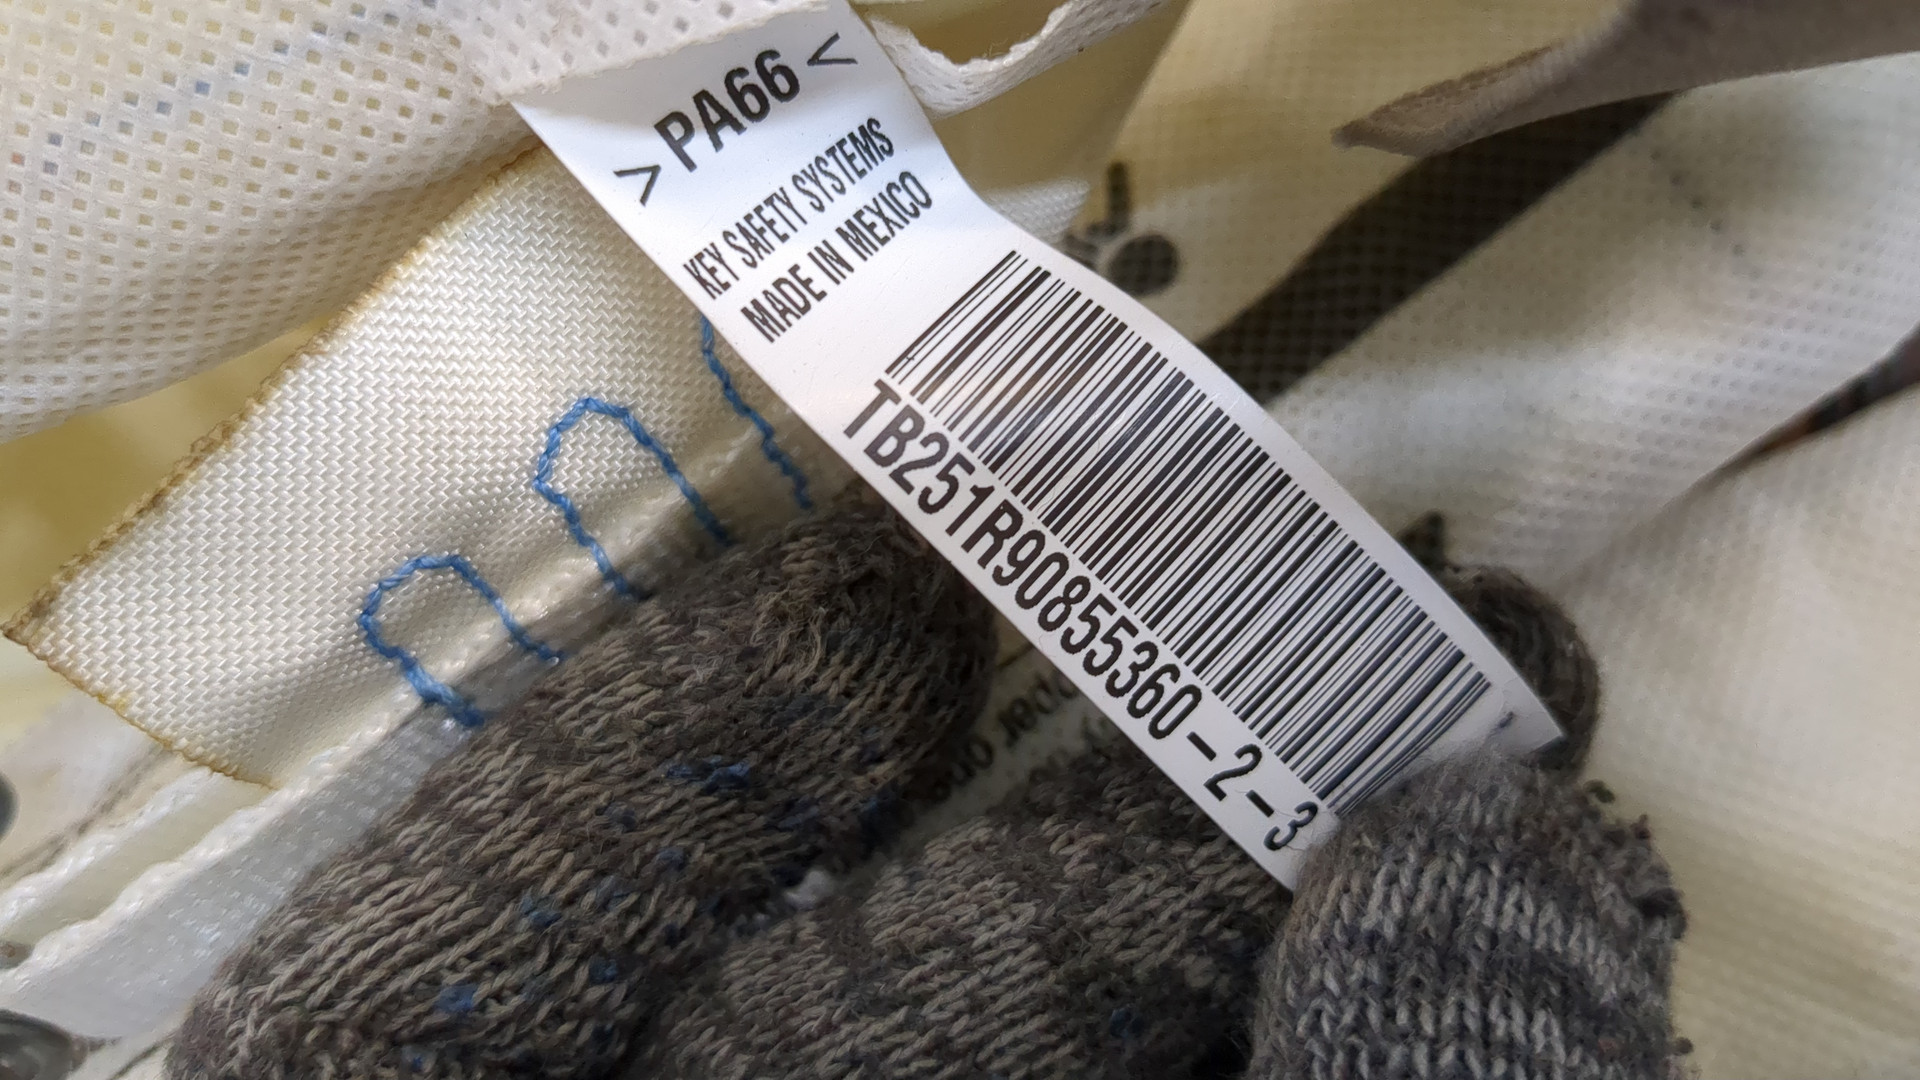 >PA66<
KEY SAFETY SYSTEMS
MADE IN MEXICO
TB251R90855360-2-3